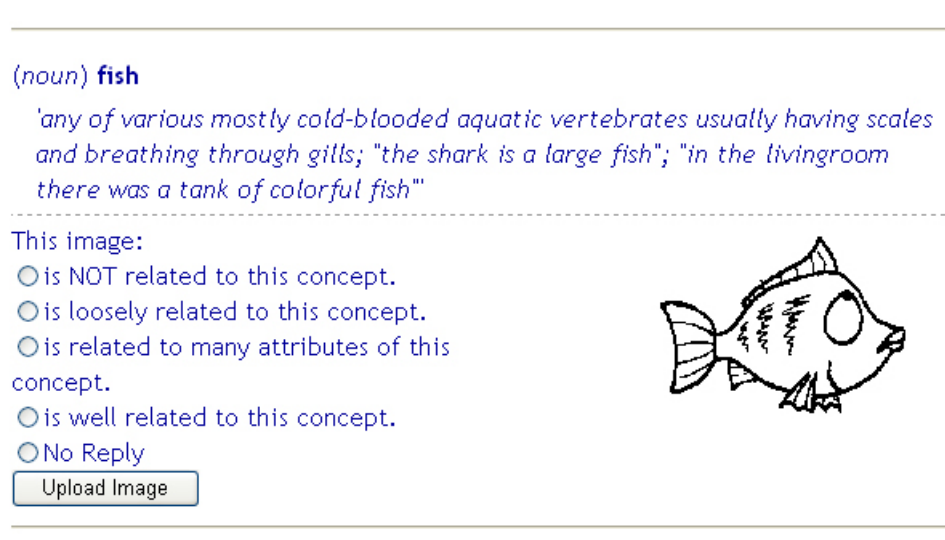 (noun) fish
'any of various mostly cold-blooded aquatic vertebrates usually having scales
and breathing through gills; "the shark is a large fish"; "in the livingroom
there was a tank of colorful fish"'
This image:
is NOT related to this concept.
is loosely related to this concept.
is related to many attributes of this
concept.
is well related to this concept.
No Reply
Upload Image